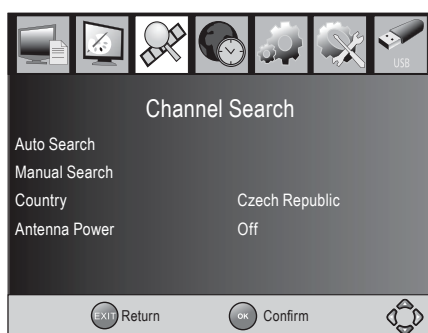 USB
Channel Search
Auto Search
Manual Search
Country Czech Republic
Antenna Power Off
EXIT Return OK Confirm